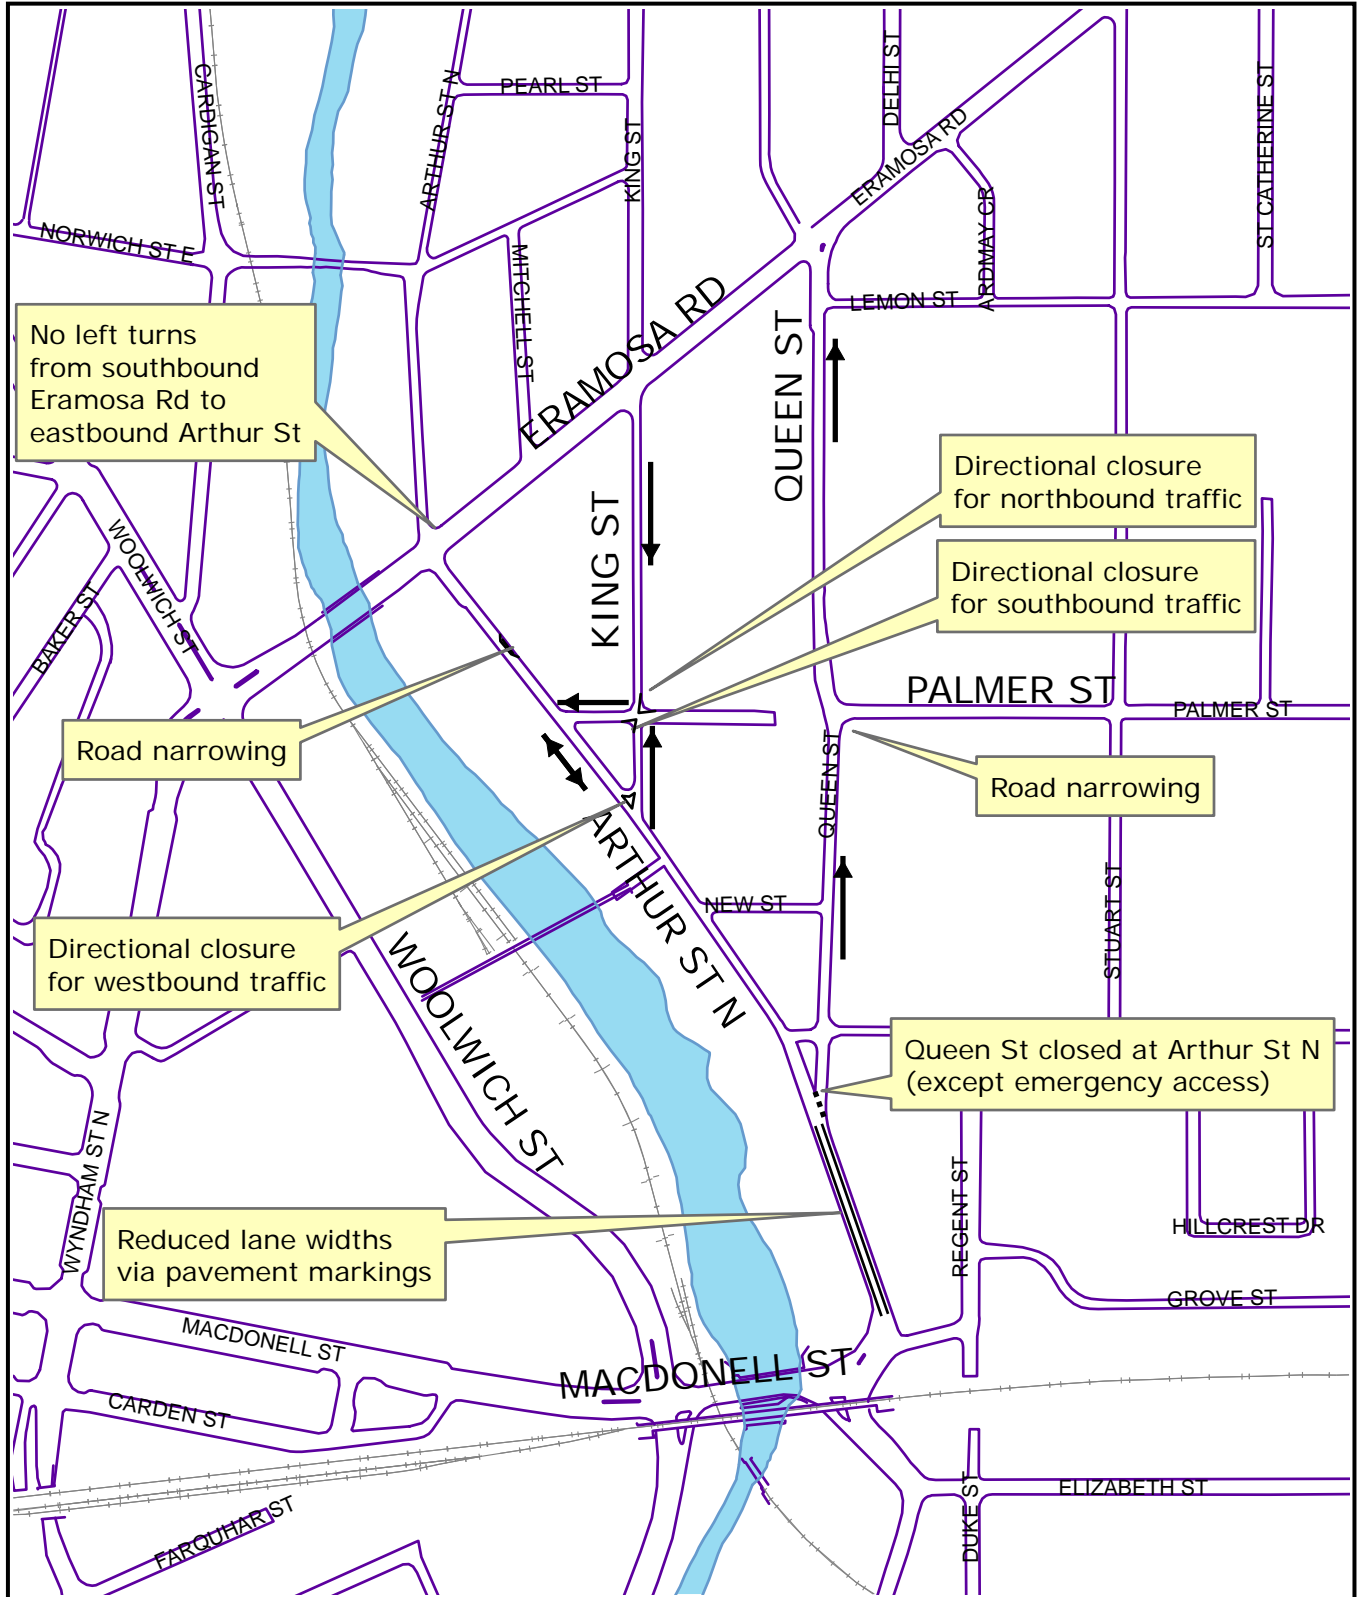 CARDIGAN ST
ARTHUR ST N
PEARL ST
KING ST
DELHI ST
ERAMOSA RD
ST CATHERINE ST
NORWICH ST E
MITCHELL ST
ARDMAY CR
LEMON ST
ERAMOSA RD
QUEEN ST
No left turns
from southbound
Eramosa Rd to
eastbound Arthur St
Directional closure
for northbound traffic
KING ST
WOOLWICH ST
BAKER ST
Directional closure
for southbound traffic
PALMER ST
PALMER ST
Road narrowing
QUEEN ST
Road narrowing
ARTHUR ST N
NEW ST
STUART ST
Directional closure
for westbound traffic
WOOLWICH ST
Queen St closed at Arthur St N
(except emergency access)
WYNDHAM ST N
REGENT ST
Reduced lane widths
via pavement markings
HILLCREST DR
GROVE ST
MACDONELL ST
MACDONELL ST
CARDEN ST
ELIZABETH ST
DUKE ST
FARQUHAR ST